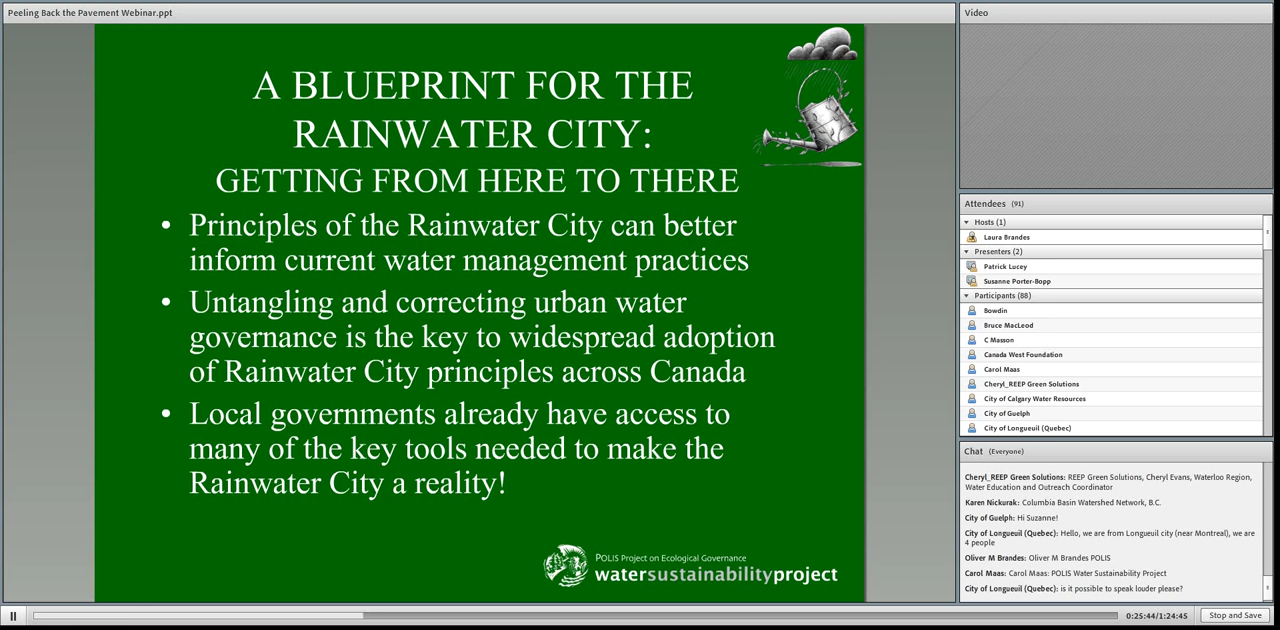 Peeling Back the Pavement Webinar.ppt
A BLUEPRINT FOR THE
RAINWATER CITY:
GETTING FROM HERE TO THERE
• Principles of the Rainwater City can better
inform current water management practices
• Untangling and correcting urban water
governance is the key to widespread adoption
of Rainwater City principles across Canada
• Local governments already have access to
many of the key tools needed to make the
Rainwater City a reality!
POLIS Project on Ecological Governance
watersustainabilityproject
Video
Attendees (91)
Hosts (1)
Laura Brandes
Presenters (2)
Patrick Lucey
Susanne Porter-Bopp
Participants (88)
Bowdin
Bruce MacLeod
C Masson
Canada West Foundation
Carol Maas
Cheryl_REEP Green Solutions
City of Calgary Water Resources
City of Guelph
City of Longueuil (Quebec)
Chat (Everyone)
Cheryl_REEP Green Solutions: REEP Green Solutions, Cheryl Evans, Waterloo Region,
Water Education and Outreach Coordinator
Karen Nickurak: Columbia Basin Watershed Network, B.C.
City of Guelph: Hi Suzanne!
City of Longueuil (Quebec): Hello, we are from Longueuil city (near Montreal), we are
4 people
Oliver M Brandes: Oliver M Brandes POLIS
Carol Maas: Carol Maas: POLIS Water Sustainability Project
City of Longueuil (Quebec): is it possible to speak louder please?
0:25:44/1:24:45
Stop and Save